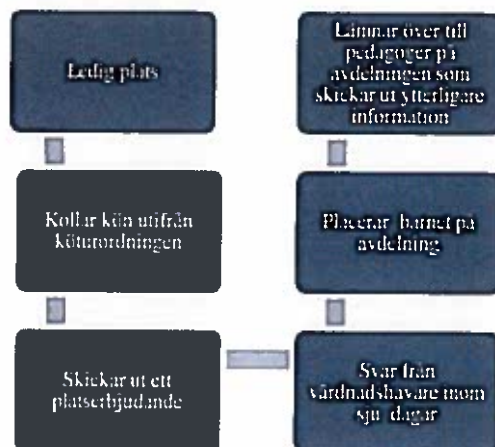 Ledig plats
Kollar kön utifrån
köturordningen
Skickar ut ett
platserbjudande
Svar från
vårdnadshavare inom
sju dagar
Placerar barnet på
avdelning
Lämnar över till
pedagoger på
avdelningen som
skickar ut ytterligare
information